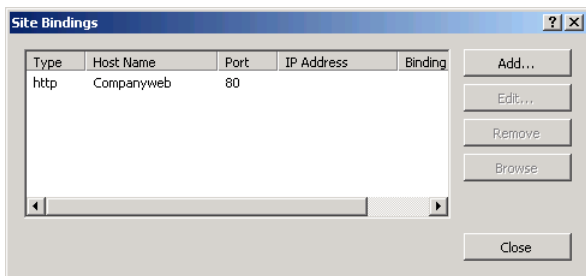 Site Bindings
Type Host Name Port IP Address Binding
http Companyweb 80
Add...
Edit...
Remove
Browse
Close